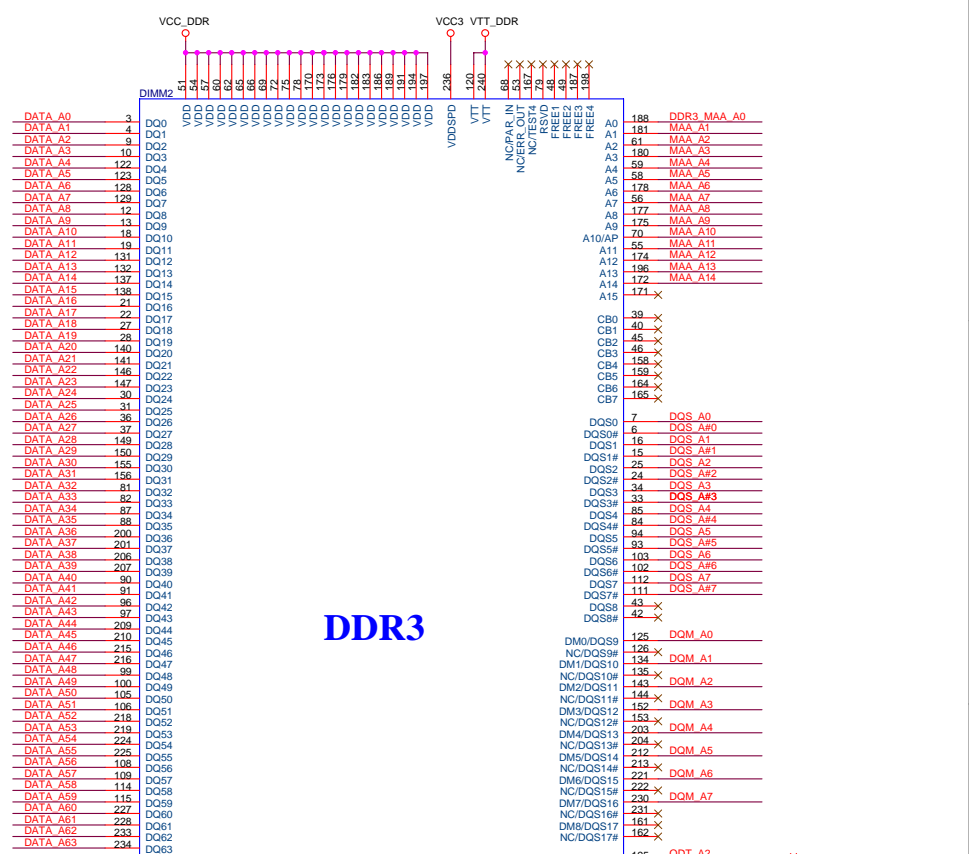 VCC_DDR VCC3 VTT_DDR
51 54 57 60 62 65 66 69 72 75 78 170 173 176 179 182 183 186 189 191 194 197 236 120 240 68 53 167 79 48 49 187 198
DIMM2
VDD VDD VDD VDD VDD VDD VDD VDD VDD VDD VDD VDD VDD VDD VDD VDD VDD VDD VDD VDD VDD VDD VDDSPD VTT VTT NC/PAR_IN NC/ERR_OUT NC/TEST4 RSVD FREE1 FREE2 FREE3 FREE4
DATA_A0 3 DQ0
DATA_A1 4 DQ1
DATA_A2 9 DQ2
DATA_A3 10 DQ3
DATA_A4 122 DQ4
DATA_A5 123 DQ5
DATA_A6 128 DQ6
DATA_A7 129 DQ7
DATA_A8 12 DQ8
DATA_A9 13 DQ9
DATA_A10 18 DQ10
DATA_A11 19 DQ11
DATA_A12 131 DQ12
DATA_A13 132 DQ13
DATA_A14 137 DQ14
DATA_A15 138 DQ15
DATA_A16 21 DQ16
DATA_A17 22 DQ17
DATA_A18 27 DQ18
DATA_A19 28 DQ19
DATA_A20 140 DQ20
DATA_A21 141 DQ21
DATA_A22 146 DQ22
DATA_A23 147 DQ23
DATA_A24 30 DQ24
DATA_A25 31 DQ25
DATA_A26 36 DQ26
DATA_A27 37 DQ27
DATA_A28 149 DQ28
DATA_A29 150 DQ29
DATA_A30 155 DQ30
DATA_A31 156 DQ31
DATA_A32 81 DQ32
DATA_A33 82 DQ33
DATA_A34 87 DQ34
DATA_A35 88 DQ35
DATA_A36 200 DQ36
DATA_A37 201 DQ37
DATA_A38 206 DQ38
DATA_A39 207 DQ39
DATA_A40 90 DQ40
DATA_A41 91 DQ41
DATA_A42 96 DQ42
DATA_A43 97 DQ43
DATA_A44 209 DQ44
DATA_A45 210 DQ45
DATA_A46 215 DQ46
DATA_A47 216 DQ47
DATA_A48 99 DQ48
DATA_A49 100 DQ49
DATA_A50 105 DQ50
DATA_A51 106 DQ51
DATA_A52 218 DQ52
DATA_A53 219 DQ53
DATA_A54 224 DQ54
DATA_A55 225 DQ55
DATA_A56 108 DQ56
DATA_A57 109 DQ57
DATA_A58 114 DQ58
DATA_A59 115 DQ59
DATA_A60 227 DQ60
DATA_A61 228 DQ61
DATA_A62 233 DQ62
DATA_A63 234 DQ63
DDR3
A0 188 DDR3_MAA_A0
A1 181 MAA_A1
A2 61 MAA_A2
A3 180 MAA_A3
A4 59 MAA_A4
A5 58 MAA_A5
A6 178 MAA_A6
A7 56 MAA_A7
A8 177 MAA_A8
A9 175 MAA_A9
A10/AP 70 MAA_A10
A11 55 MAA_A11
A12 174 MAA_A12
A13 196 MAA_A13
A14 172 MAA_A14
A15 171
CB0 39
CB1 40
CB2 45
CB3 46
CB4 158
CB5 159
CB6 164
CB7 165
DQS0 7 DQS_A0
DQS0# 6 DQS_A#0
DQS1 16 DQS_A1
DQS1# 15 DQS_A#1
DQS2 25 DQS_A2
DQS2# 24 DQS_A#2
DQS3 34 DQS_A3
DQS3# 33 DQS_A#3
DQS4 85 DQS_A4
DQS4# 84 DQS_A#4
DQS5 94 DQS_A5
DQS5# 93 DQS_A#5
DQS6 103 DQS_A6
DQS6# 102 DQS_A#6
DQS7 112 DQS_A7
DQS7# 111 DQS_A#7
DQS8 43
DQS8# 42
DM0/DQS9 125 DQM_A0
NC/DQS9# 126
DM1/DQS10 134 DQM_A1
NC/DQS10# 135
DM2/DQS11 143 DQM_A2
NC/DQS11# 144
DM3/DQS12 152 DQM_A3
NC/DQS12# 153
DM4/DQS13 203 DQM_A4
NC/DQS13# 204
DM5/DQS14 212 DQM_A5
NC/DQS14# 213
DM6/DQS15 221 DQM_A6
NC/DQS15# 222
DM7/DQS16 230 DQM_A7
NC/DQS16# 231
DM8/DQS17 161
NC/DQS17# 162